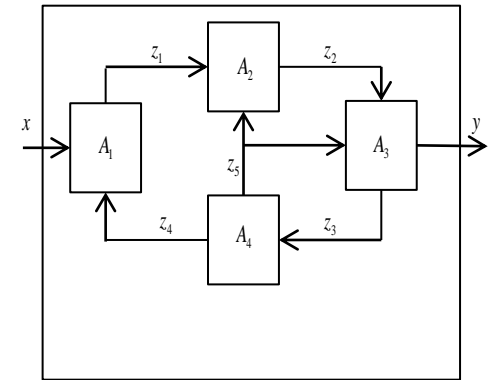 z₁
z₂
A₂
x
y
A₁
A₃
z₅
z₄
A₄
z₃